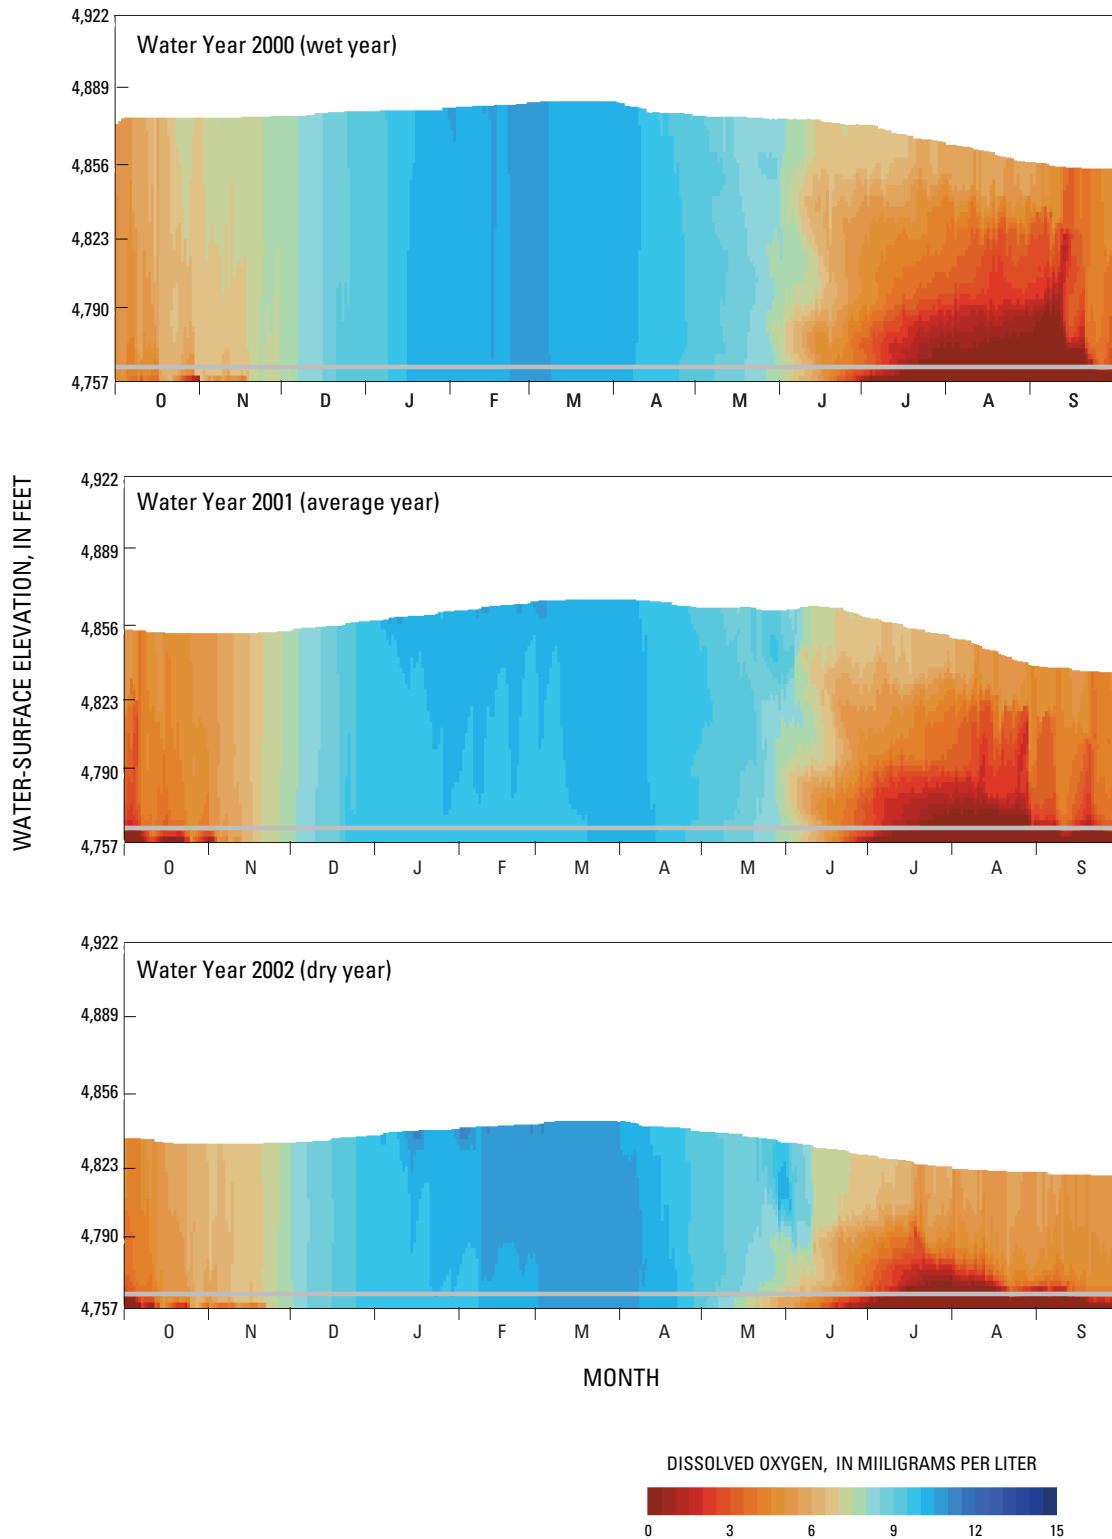 4,922
Water Year 2000 (wet year)
4,889
4,856
4,823
4,790
4,757
O N D J F M A M J J A S
WATER-SURFACE ELEVATION, IN FEET
4,922
Water Year 2001 (average year)
4,889
4,856
4,823
4,790
4,757
O N D J F M A M J J A S
4,922
Water Year 2002 (dry year)
4,889
4,856
4,823
4,790
4,757
O N D J F M A M J J A S
MONTH
DISSOLVED OXYGEN, IN MIILIGRAMS PER LITER
0 3 6 9 12 15